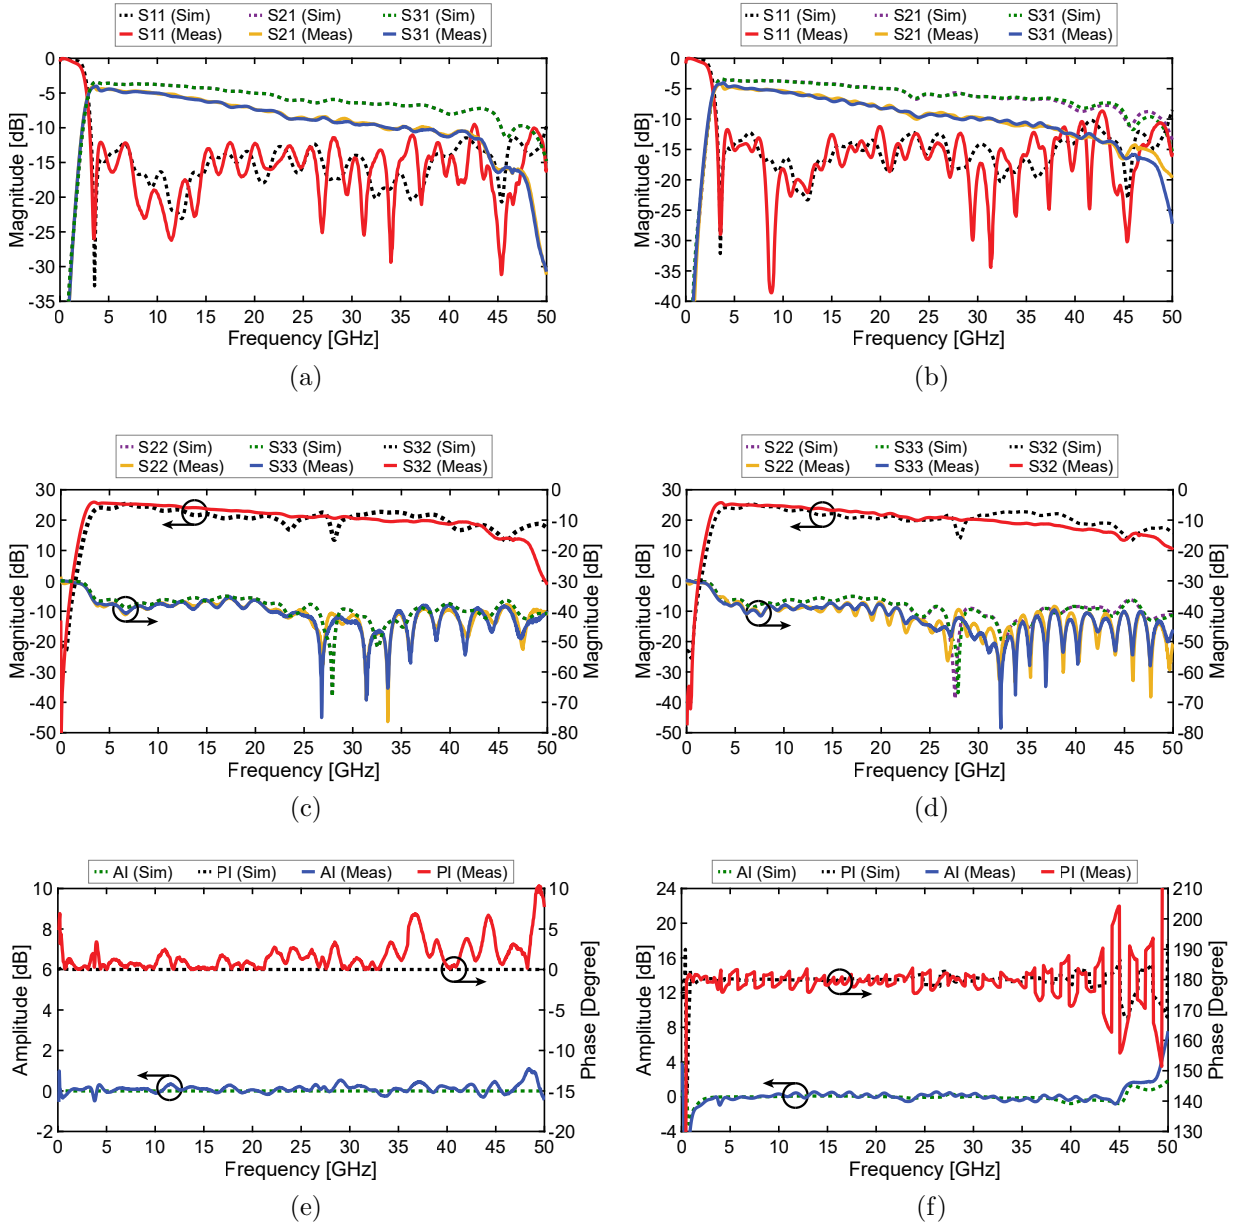 S11 (Sim) S21 (Sim) S31 (Sim)
S11 (Meas) S21 (Meas) S31 (Meas)
0
-5
-10
-15
-20
-25
-30
-35
Magnitude [dB]
0 5 10 15 20 25 30 35 40 45 50
Frequency [GHz]
(a)
S11 (Sim) S21 (Sim) S31 (Sim)
S11 (Meas) S21 (Meas) S31 (Meas)
0
-5
-10
-15
-20
-25
-30
-35
-40
Magnitude [dB]
0 5 10 15 20 25 30 35 40 45 50
Frequency [GHz]
(b)
S22 (Sim) S33 (Sim) S32 (Sim)
S22 (Meas) S33 (Meas) S32 (Meas)
30
20
10
0
-10
-20
-30
-40
-50
Magnitude [dB]
0
-10
-20
-30
-40
-50
-60
-70
-80
Magnitude [dB]
0 5 10 15 20 25 30 35 40 45 50
Frequency [GHz]
(c)
S22 (Sim) S33 (Sim) S32 (Sim)
S22 (Meas) S33 (Meas) S32 (Meas)
30
20
10
0
-10
-20
-30
-40
-50
Magnitude [dB]
0
-10
-20
-30
-40
-50
-60
-70
-80
Magnitude [dB]
0 5 10 15 20 25 30 35 40 45 50
Frequency [GHz]
(d)
AI (Sim) PI (Sim) AI (Meas) PI (Meas)
10
8
6
4
2
0
-2
Amplitude [dB]
10
5
0
-5
-10
-15
-20
Phase [Degree]
0 5 10 15 20 25 30 35 40 45 50
Frequency [GHz]
(e)
AI (Sim) PI (Sim) AI (Meas) PI (Meas)
24
20
16
12
8
4
0
-4
Amplitude [dB]
210
200
190
180
170
160
150
140
130
Phase [Degree]
0 5 10 15 20 25 30 35 40 45 50
Frequency [GHz]
(f)